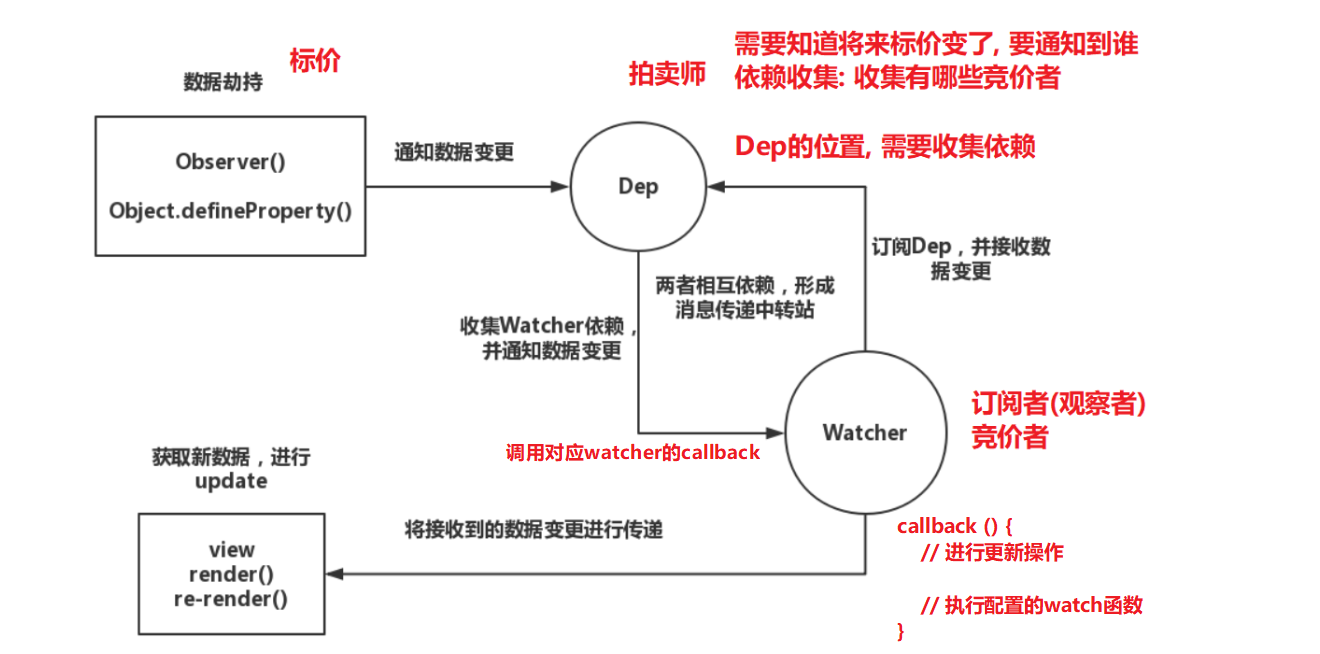 标价
数据劫持
Observer()
Object.defineProperty()
通知数据变更
拍卖师
需要知道将来标价变了, 要通知到谁
依赖收集: 收集有哪些竞价者
Dep的位置, 需要收集依赖
Dep
订阅Dep，并接收数
据变更
两者相互依赖，形成
消息传递中转站
收集Watcher依赖，
并通知数据变更
调用对应watcher的callback
Watcher
订阅者(观察者)
竞价者
获取新数据，进行
update
将接收到的数据变更进行传递
view
render()
re-render()
callback () {
// 进行更新操作
// 执行配置的watch函数
}